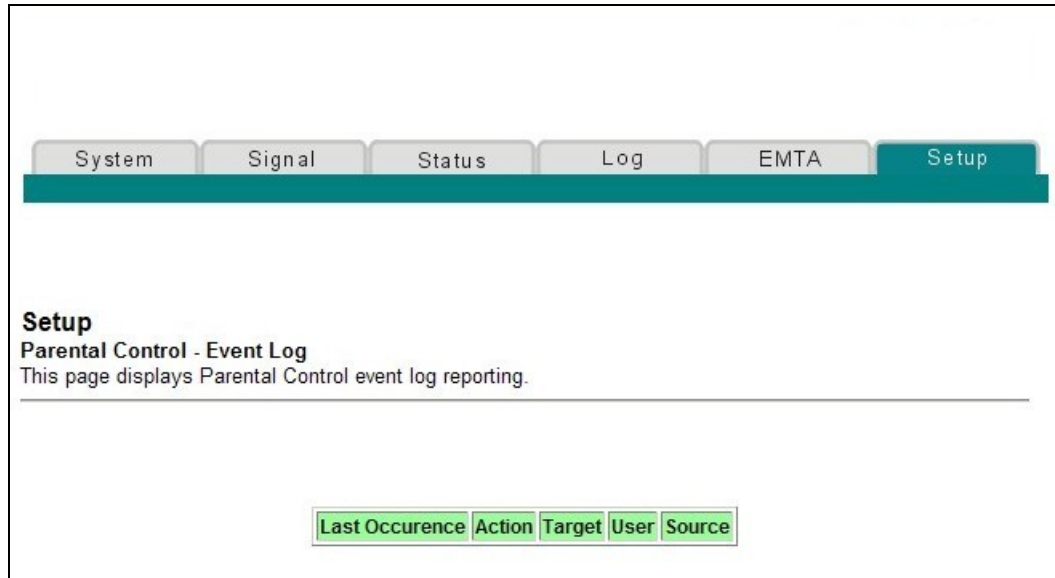 System Signal Status Log EMTA Setup
Setup
Parental Control - Event Log
This page displays Parental Control event log reporting.
Last Occurence Action Target User Source